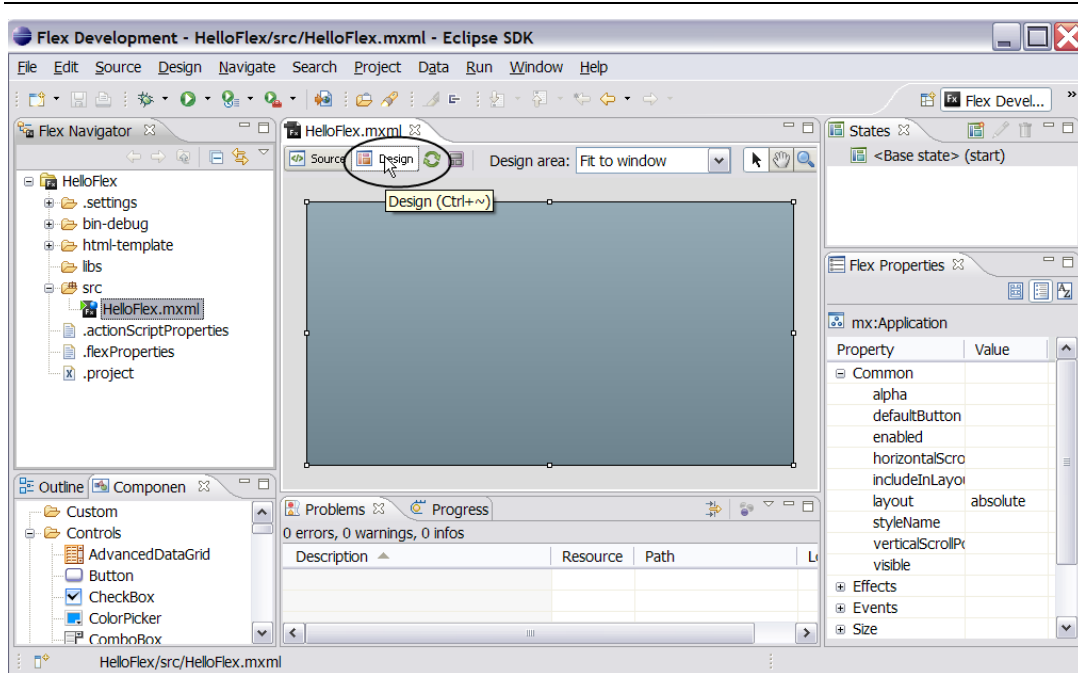 Flex Development - HelloFlex/src/HelloFlex.mxml - Eclipse SDK
File Edit Source Design Navigate Search Project Data Run Window Help
Flex Devel... »
Flex Navigator
HelloFlex
.settings
bin-debug
html-template
libs
src
HelloFlex.mxml
.actionScriptProperties
.flexProperties
.project
Outline Componen
Custom
Controls
AdvancedDataGrid
Button
CheckBox
ColorPicker
ComboBox
HelloFlex.mxml
Source Design Design area: Fit to window
Design (Ctrl+~)
Problems Progress
0 errors, 0 warnings, 0 infos
Description Resource Path Lo
States
<Base state> (start)
Flex Properties
mx:Application
Property Value
Common
alpha
defaultButton
enabled
horizontalScro
includeInLayou
layout absolute
styleName
verticalScrollPo
visible
Effects
Events
Size
HelloFlex/src/HelloFlex.mxml